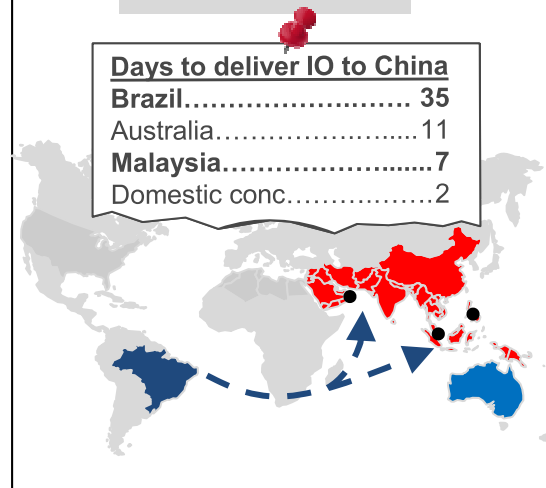 Days to deliver IO to China
Brazil…………….…..……. 35
Australia……………….…....11
Malaysia……………….......7
Domestic conc.………………2